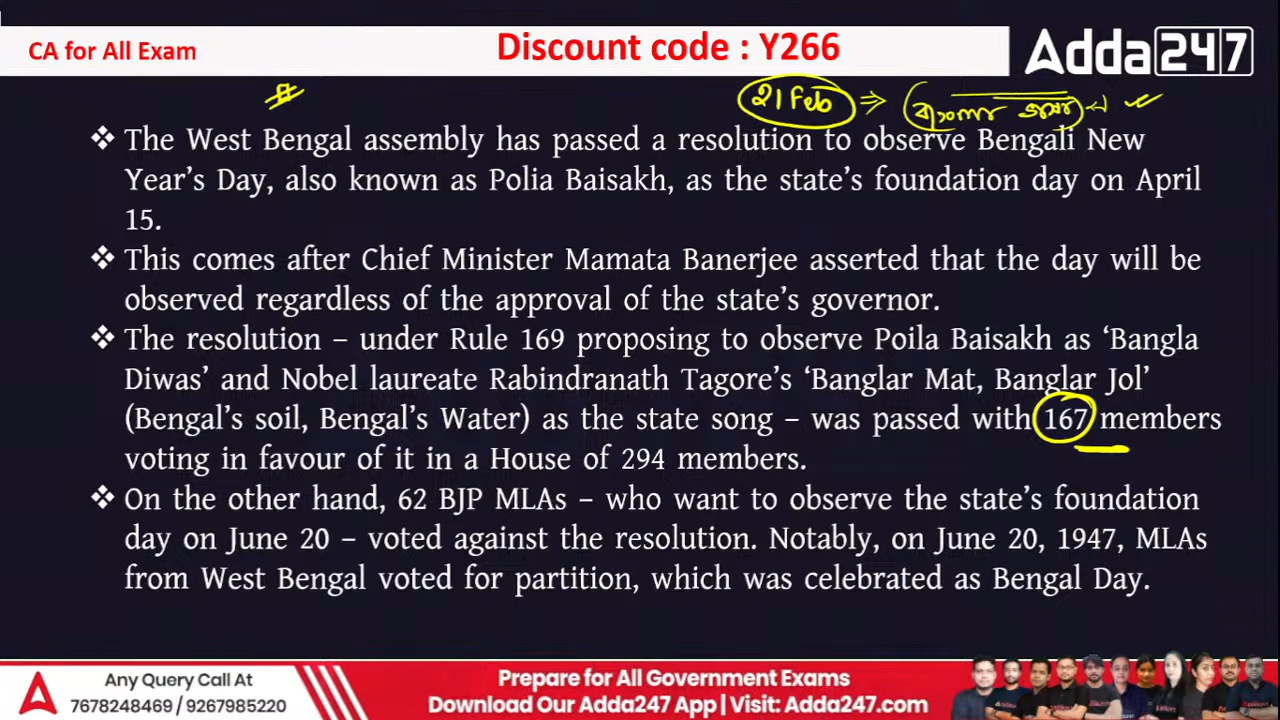 CA for All Exam
Discount code : Y266
Adda247
21 Feb ⇒
❖ The West Bengal assembly has passed a resolution to observe Bengali New
Year’s Day, also known as Polia Baisakh, as the state’s foundation day on April
15.
❖ This comes after Chief Minister Mamata Banerjee asserted that the day will be
observed regardless of the approval of the state’s governor.
❖ The resolution – under Rule 169 proposing to observe Poila Baisakh as ‘Bangla
Diwas’ and Nobel laureate Rabindranath Tagore’s ‘Banglar Mat, Banglar Jol’
(Bengal’s soil, Bengal’s Water) as the state song – was passed with 167 members
voting in favour of it in a House of 294 members.
❖ On the other hand, 62 BJP MLAs – who want to observe the state’s foundation
day on June 20 – voted against the resolution. Notably, on June 20, 1947, MLAs
from West Bengal voted for partition, which was celebrated as Bengal Day.
Any Query Call At
7678248469 / 9267985220
Prepare for All Government Exams
Download Our Adda247 App | Visit: Adda247.com